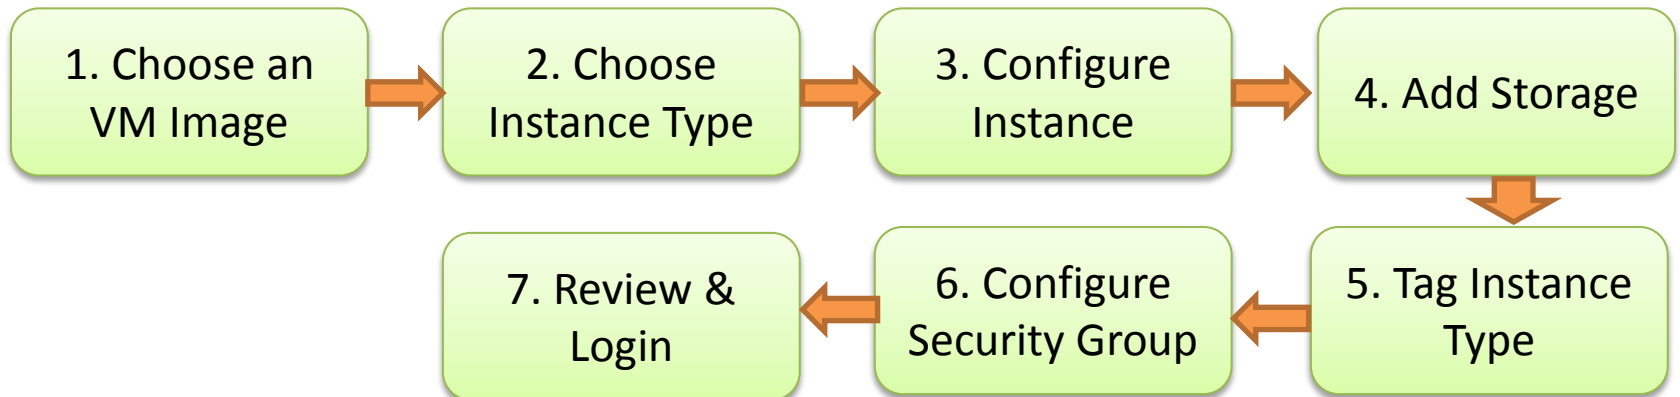 1. Choose an
VM Image
2. Choose
Instance Type
3. Configure
Instance
4. Add Storage
5. Tag Instance
Type
6. Configure
Security Group
7. Review &
Login